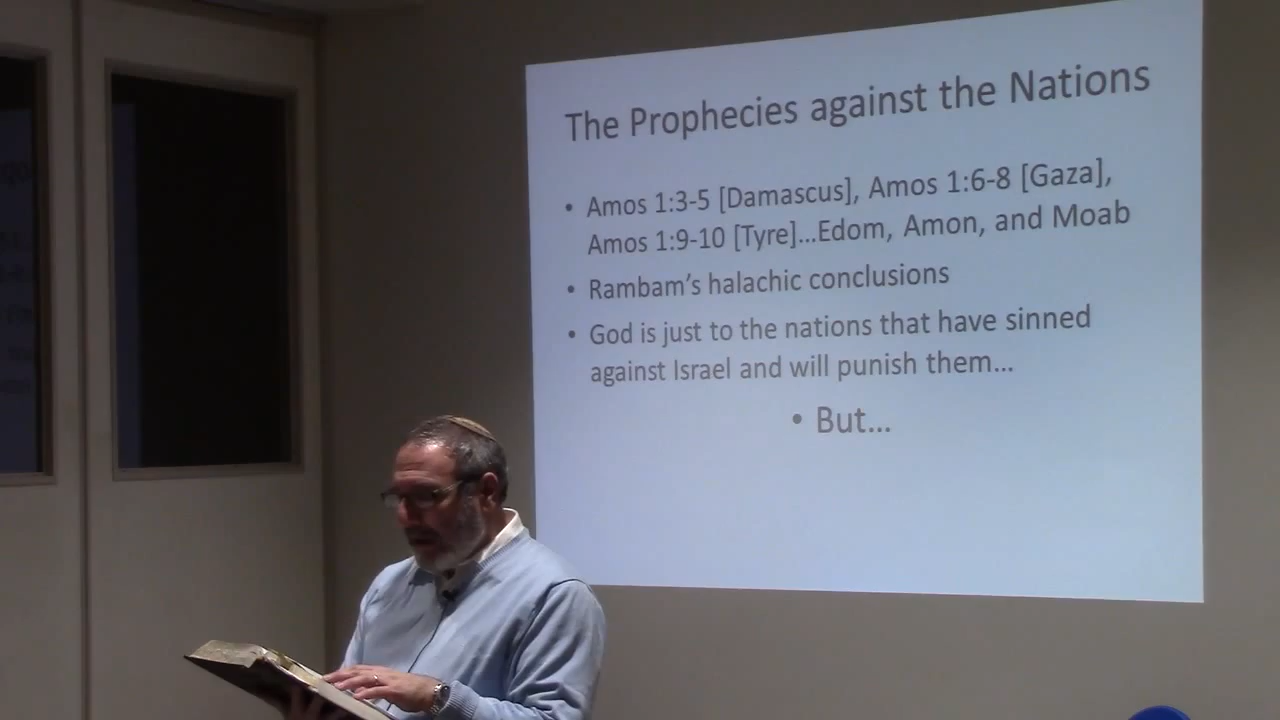 The Prophecies against the Nations
• Amos 1:3-5 [Damascus], Amos 1:6-8 [Gaza],
Amos 1:9-10 [Tyre]...Edom, Amon, and Moab
• Rambam's halachic conclusions
• God is just to the nations that have sinned
against Israel and will punish them...
• But...